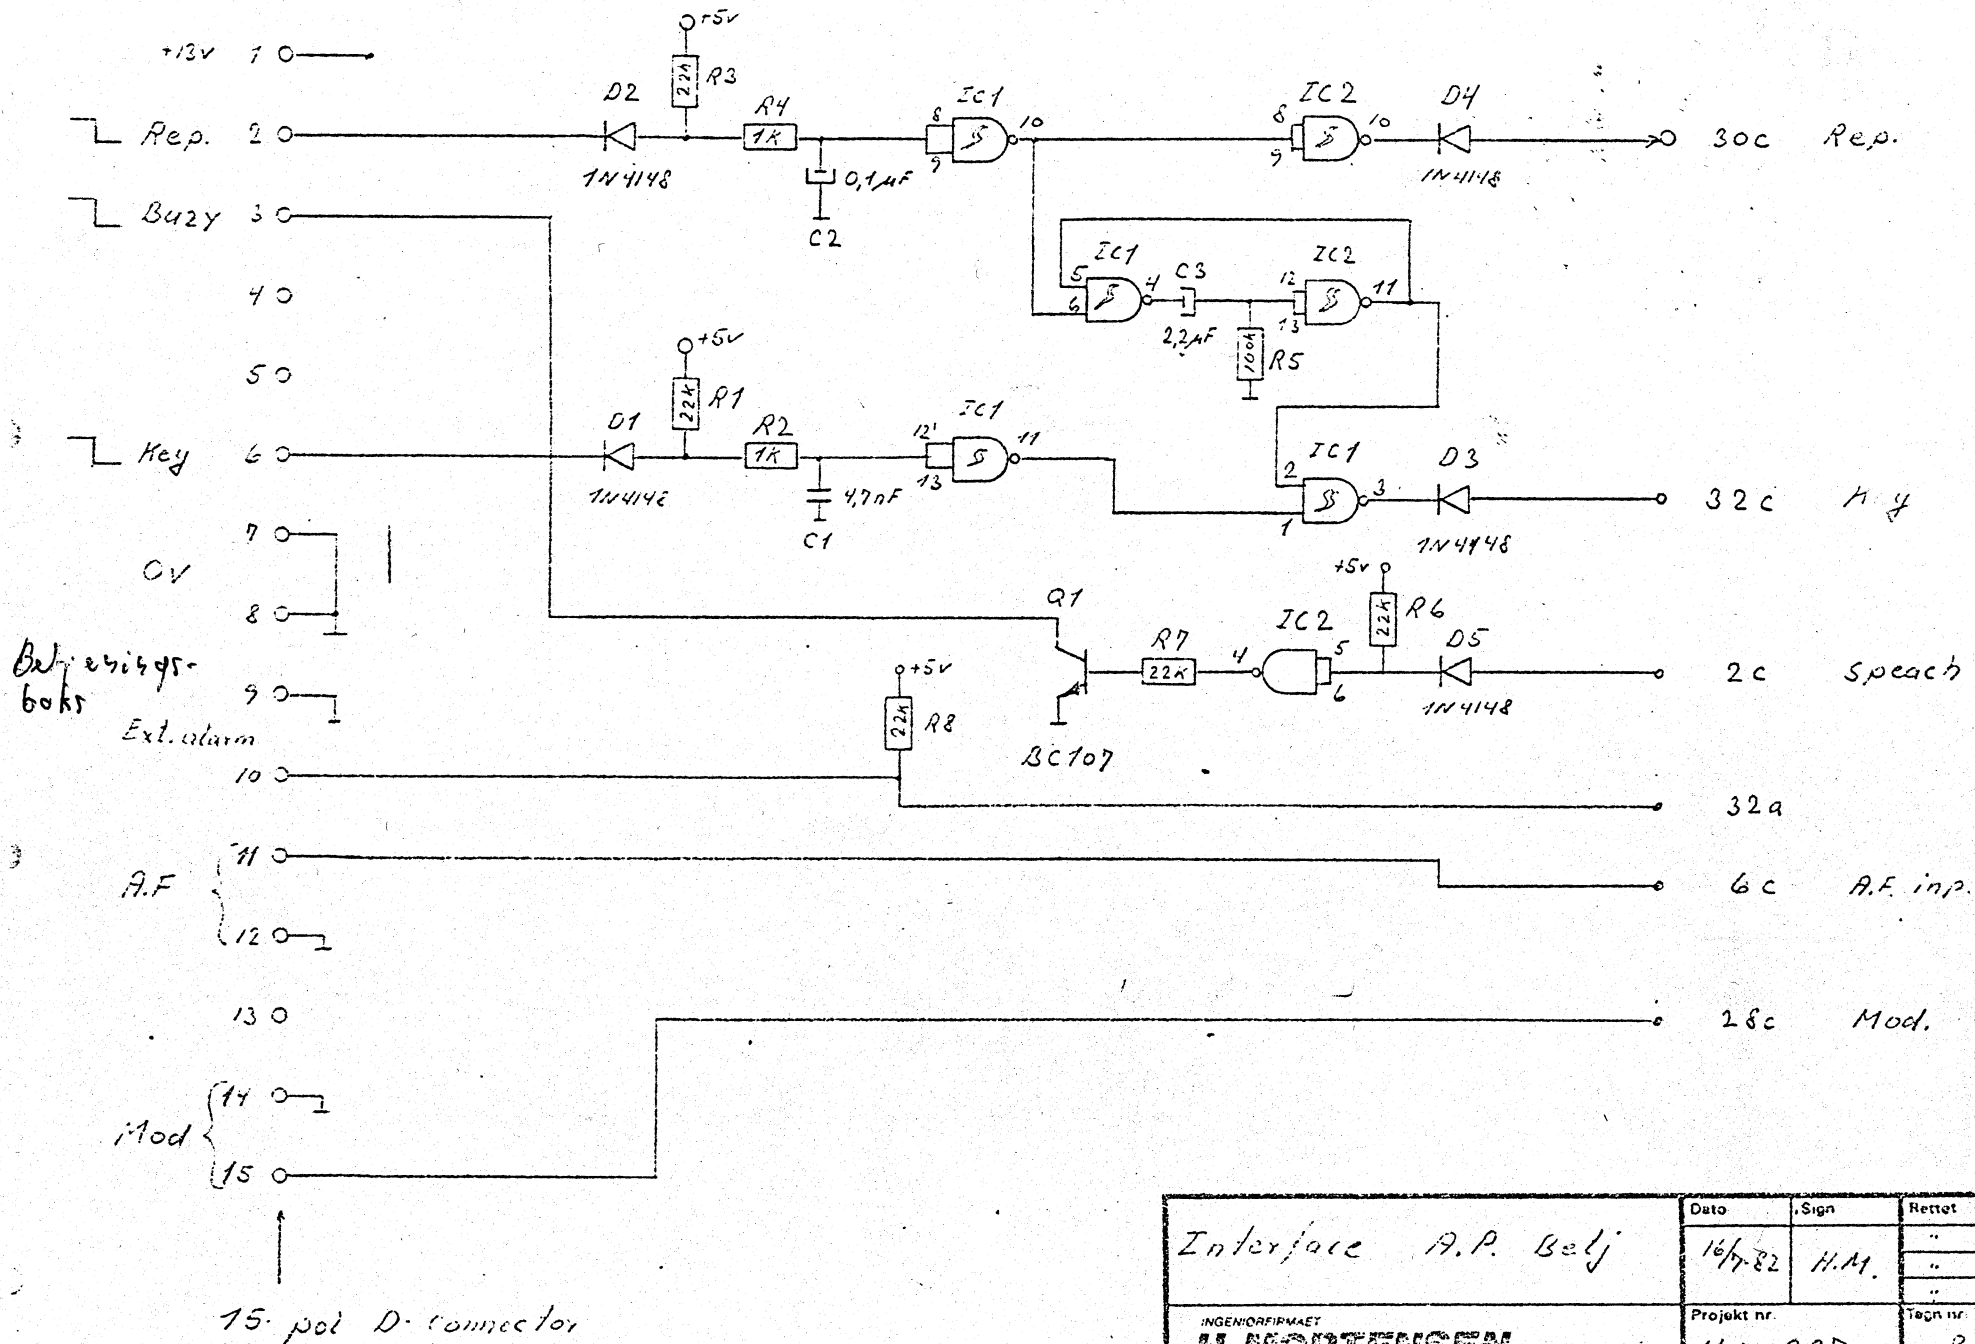 +5v
+13v 1
22k R3
D2 R4 IC1 IC2 D4
1K 8 9 10 8 9 10
Rep. 2 30c Rep.
1N4148 0,1µF 1N4148
Buzy 3
C2
IC1 C3 IC2
5 6 4 12 13 11
4
2,2µF 100k R5
+5v
5
22K R1
D1 R2 IC1 IC1 D3
1K 12 13 11 2 1 3
Key 6 32c
4,7nF 1N4148
C1
7
0v
+5v
8 Q1 IC2 22K R6
R7 D5
22K 4 5 6 2c Speach
+5v
9 22K R8 1N4148
boks
Ext. alarm BC107
10
32a
11
A.F 6c A.F. inp.
12
13 28c Mod.
14
Mod
15
15. pol D-connector
Interface A.P. Belj
Dato Sign Rettet
16/7-82 H.M. "
"
"
INGENIØRFIRMAET Projekt nr. Tegn nr.
H. MORTENSEN